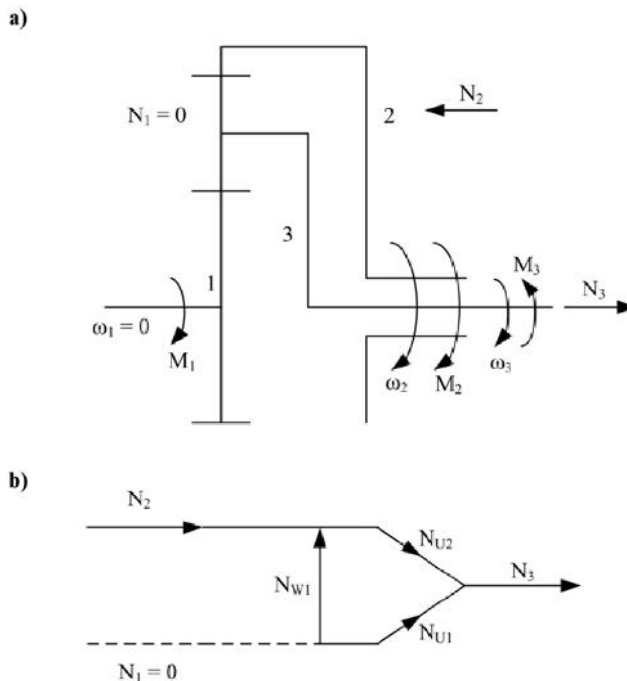 a)
N₁ = 0
2
N₂
3
1
ω₁ = 0
M₁
ω₂
M₂
ω₃
M₃
N₃
b)
N₂
N_W1
N_U2
N_U1
N₃
N₁ = 0